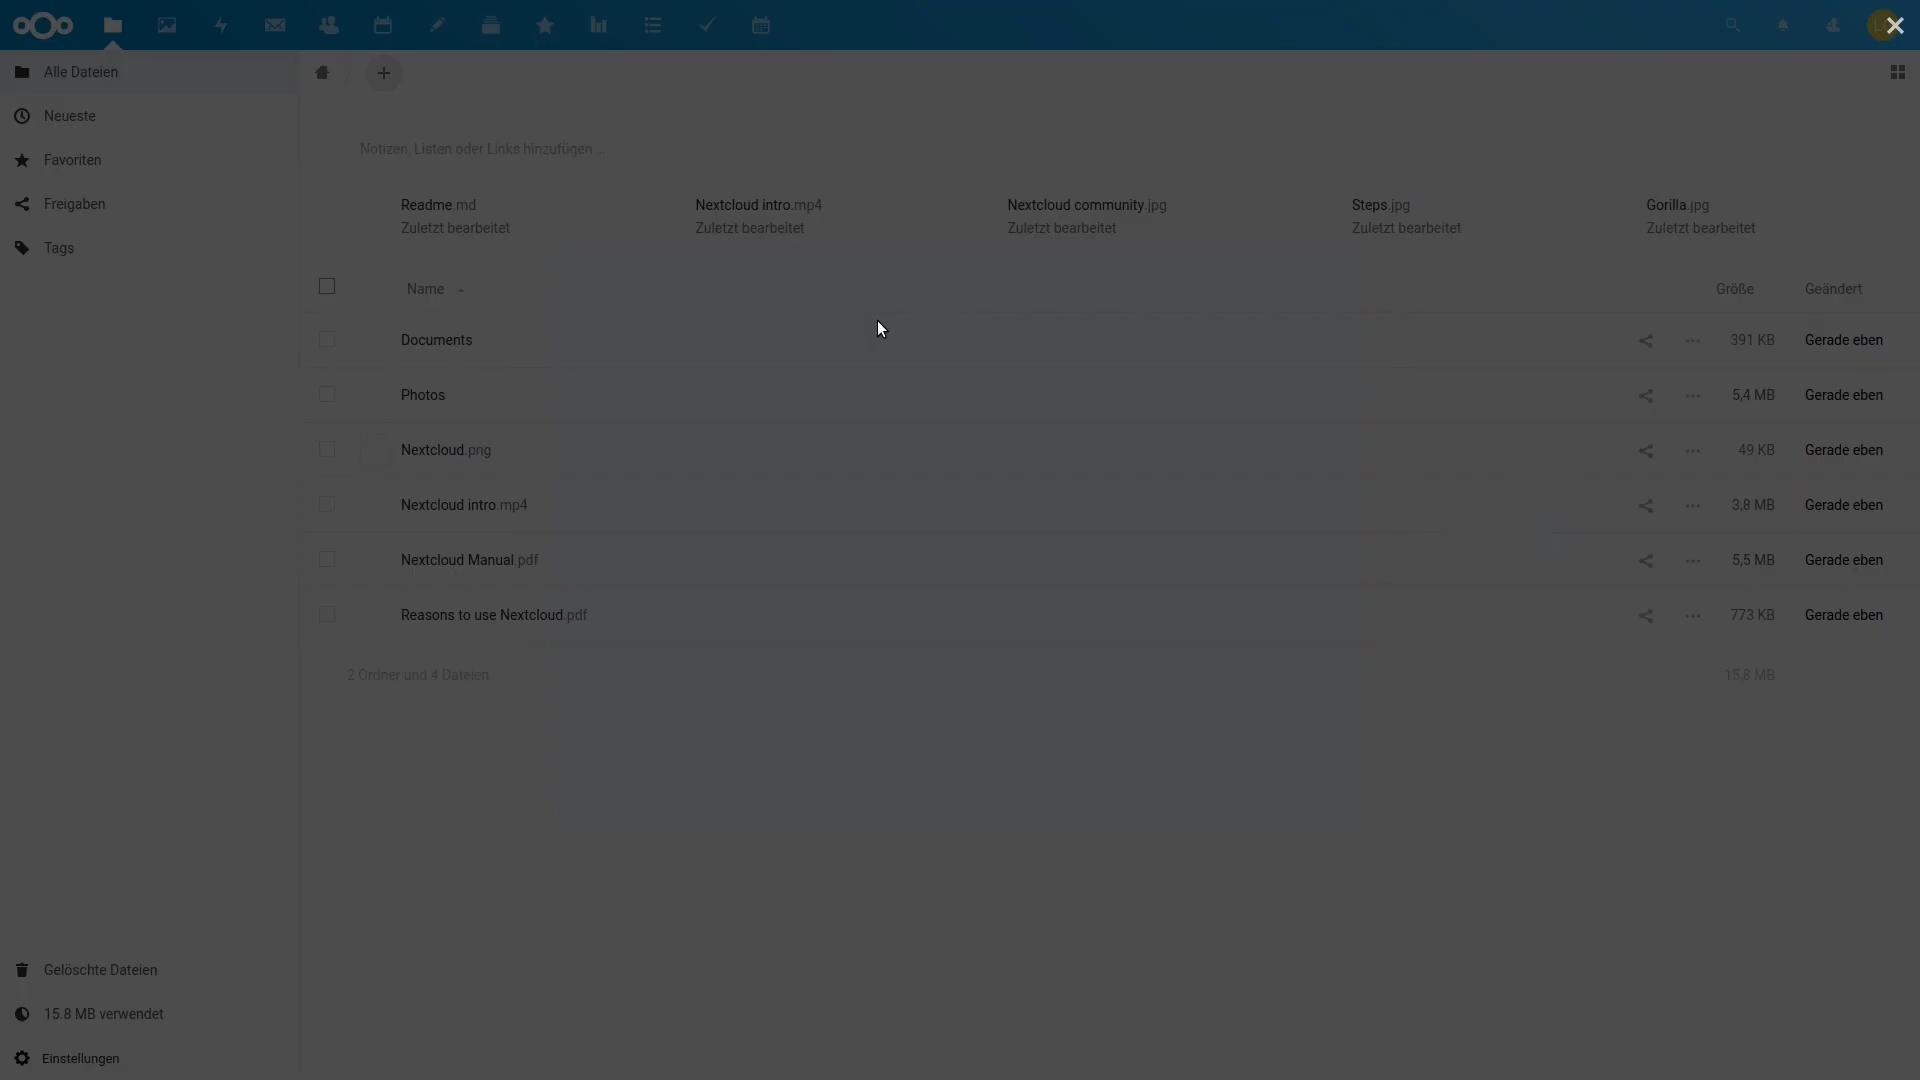 Alle Dateien
Neueste
Favoriten
Freigaben
Tags
Gelöschte Dateien
15.8 MB verwendet
Einstellungen
Notizen, Listen oder Links hinzufügen ...
Readme.md Nextcloud intro.mp4 Nextcloud community.jpg Steps.jpg Gorilla.jpg
Zuletzt bearbeitet Zuletzt bearbeitet Zuletzt bearbeitet Zuletzt bearbeitet Zuletzt bearbeitet
Name Größe Geändert
Documents 391 KB Gerade eben
Photos 5,4 MB Gerade eben
Nextcloud.png 49 KB Gerade eben
Nextcloud intro.mp4 3,8 MB Gerade eben
Nextcloud Manual.pdf 5,5 MB Gerade eben
Reasons to use Nextcloud.pdf 773 KB Gerade eben
2 Ordner und 4 Dateien 15,8 MB